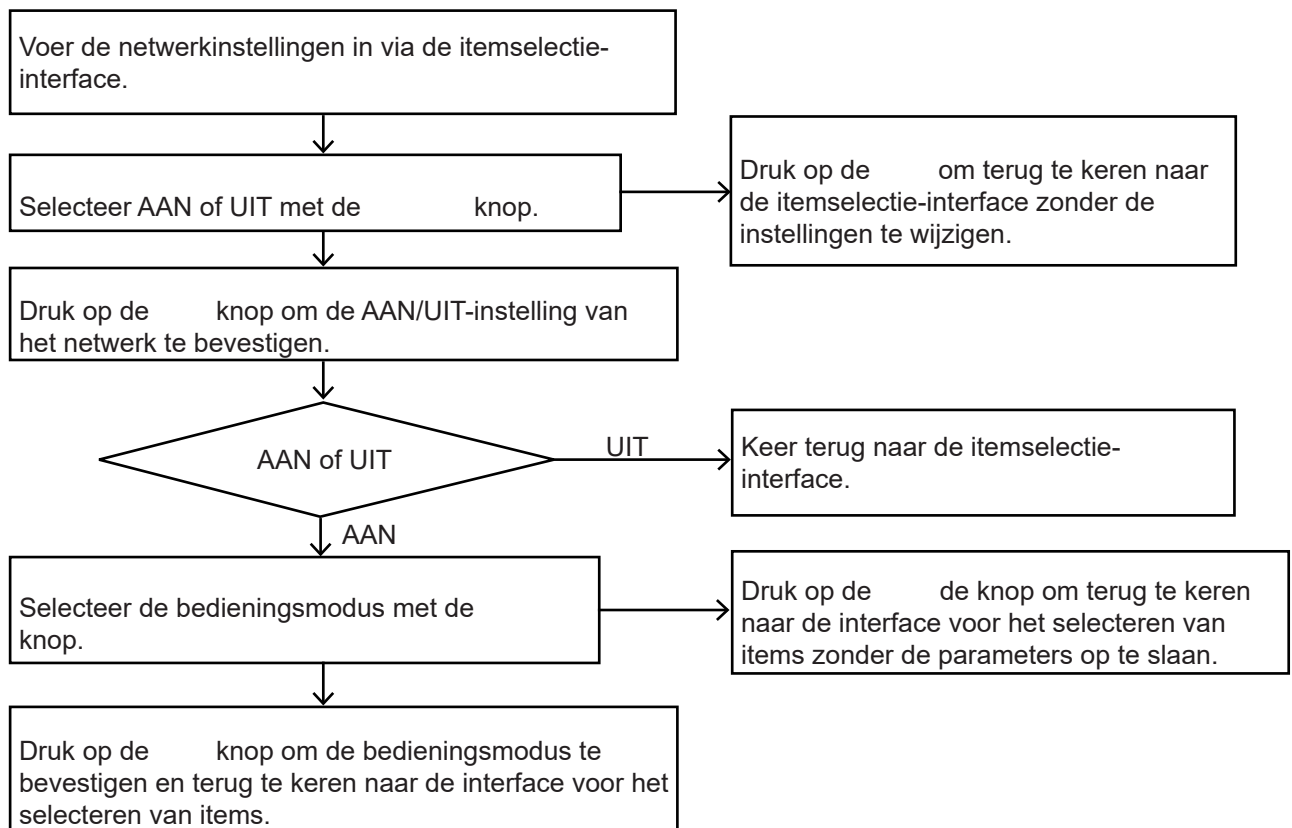 Voer de netwerkinstellingen in via de itemselectie-
interface.
Selecteer AAN of UIT met de knop.
Druk op de om terug te keren naar
de itemselectie-interface zonder de
instellingen te wijzigen.
Druk op de knop om de AAN/UIT-instelling van
het netwerk te bevestigen.
AAN of UIT
UIT
Keer terug naar de itemselectie-
interface.
AAN
Selecteer de bedieningsmodus met de
knop.
Druk op de de knop om terug te keren
naar de interface voor het selecteren van
items zonder de parameters op te slaan.
Druk op de knop om de bedieningsmodus te
bevestigen en terug te keren naar de interface voor het
selecteren van items.